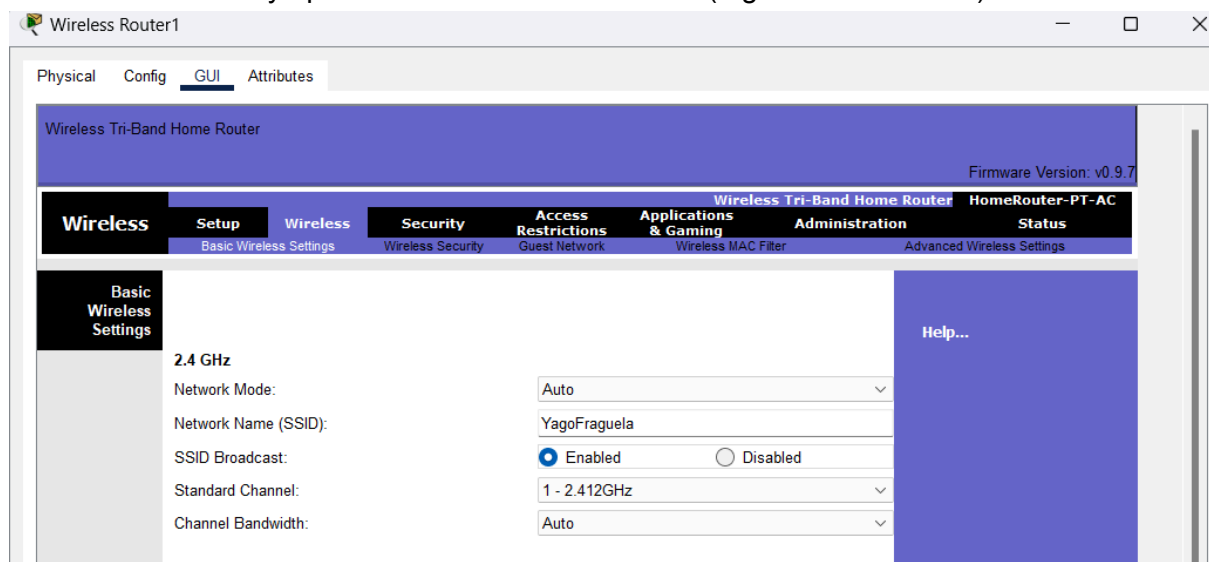 Wireless Router1
Physical Config GUI Attributes
Wireless Tri-Band Home Router
Firmware Version: v0.9.7
Wireless Tri-Band Home Router HomeRouter-PT-AC
Wireless Setup Wireless Security Access Restrictions Applications & Gaming Administration Status
Basic Wireless Settings Wireless Security Guest Network Wireless MAC Filter Advanced Wireless Settings
Basic
Wireless
Settings
Help...
2.4 GHz
Network Mode: Auto
Network Name (SSID): YagoFraguela
SSID Broadcast: Enabled Disabled
Standard Channel: 1 - 2.412GHz
Channel Bandwidth: Auto